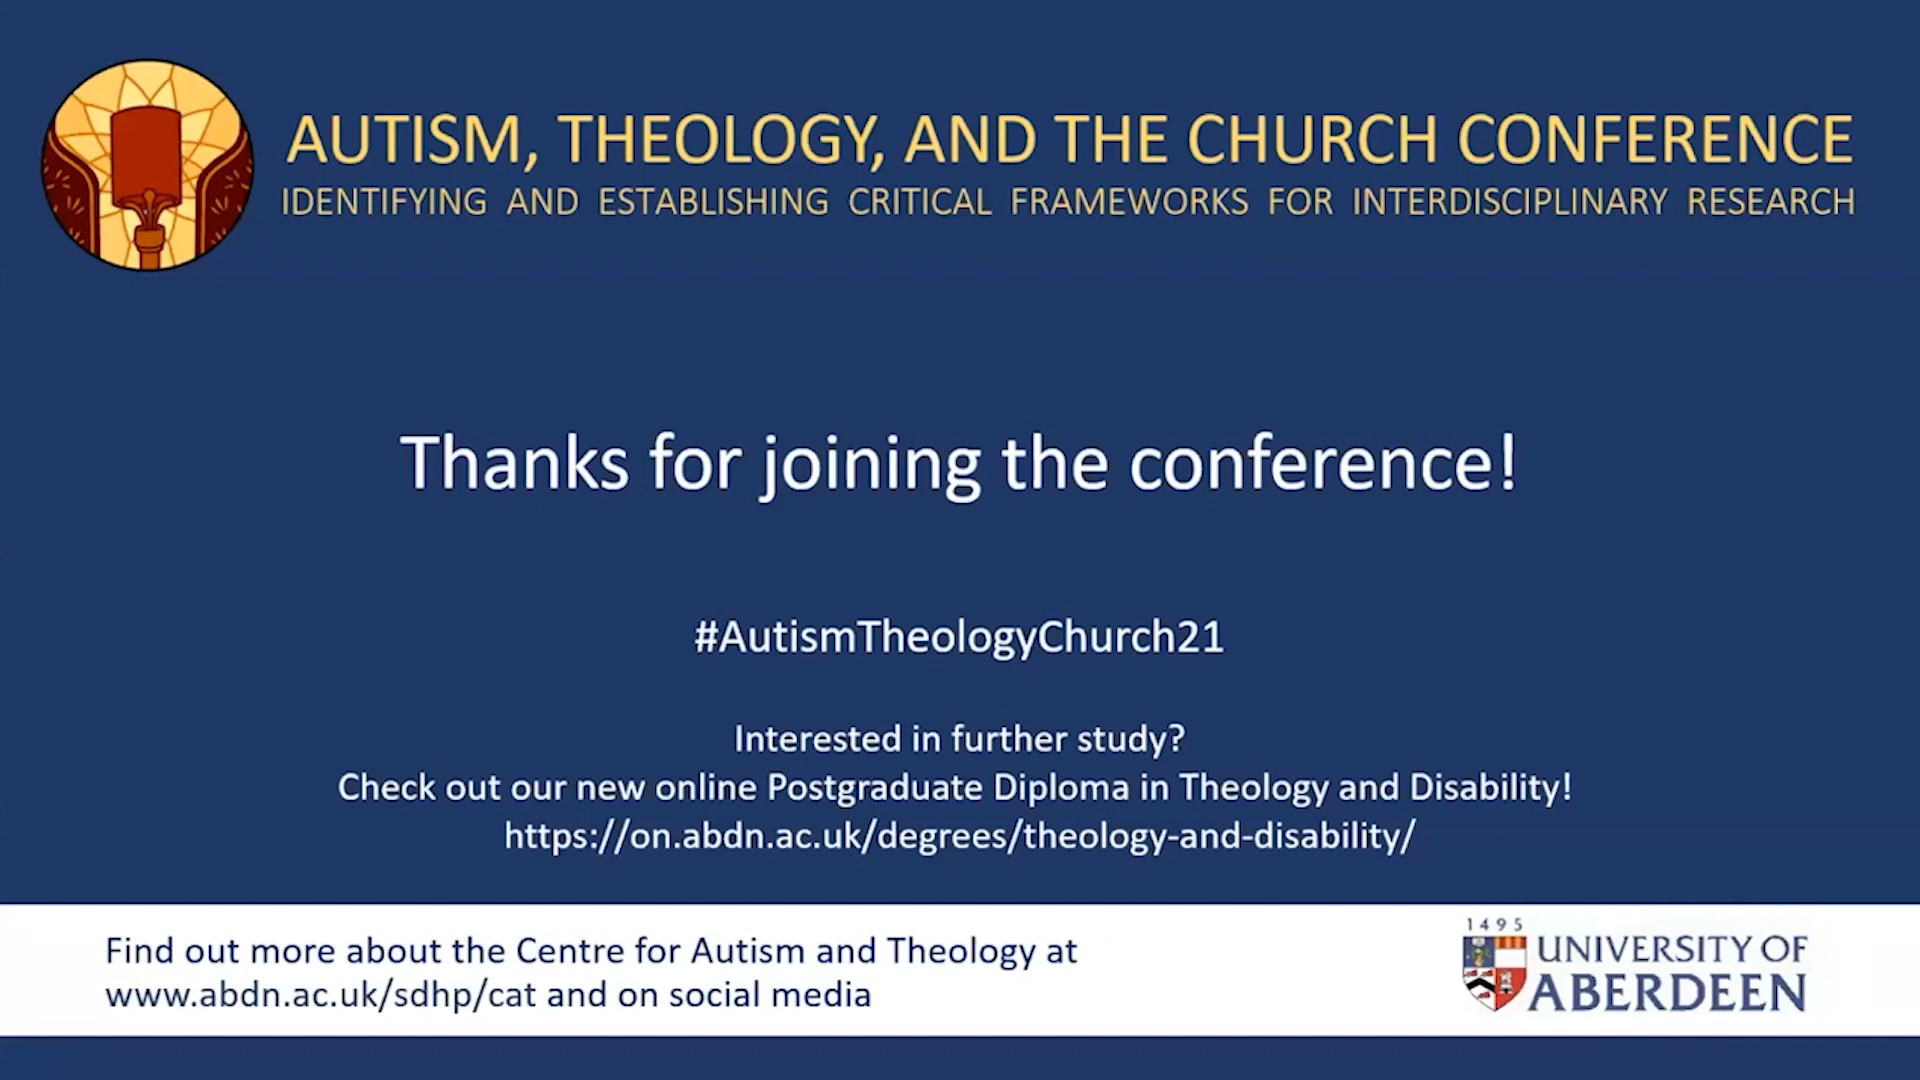 AUTISM, THEOLOGY, AND THE CHURCH CONFERENCE
IDENTIFYING AND ESTABLISHING CRITICAL FRAMEWORKS FOR INTERDISCIPLINARY RESEARCH
Thanks for joining the conference!
#AutismTheologyChurch21
Interested in further study?
Check out our new online Postgraduate Diploma in Theology and Disability!
https://on.abdn.ac.uk/degrees/theology-and-disability/
Find out more about the Centre for Autism and Theology at
www.abdn.ac.uk/sdhp/cat and on social media
1495
UNIVERSITY OF
ABERDEEN